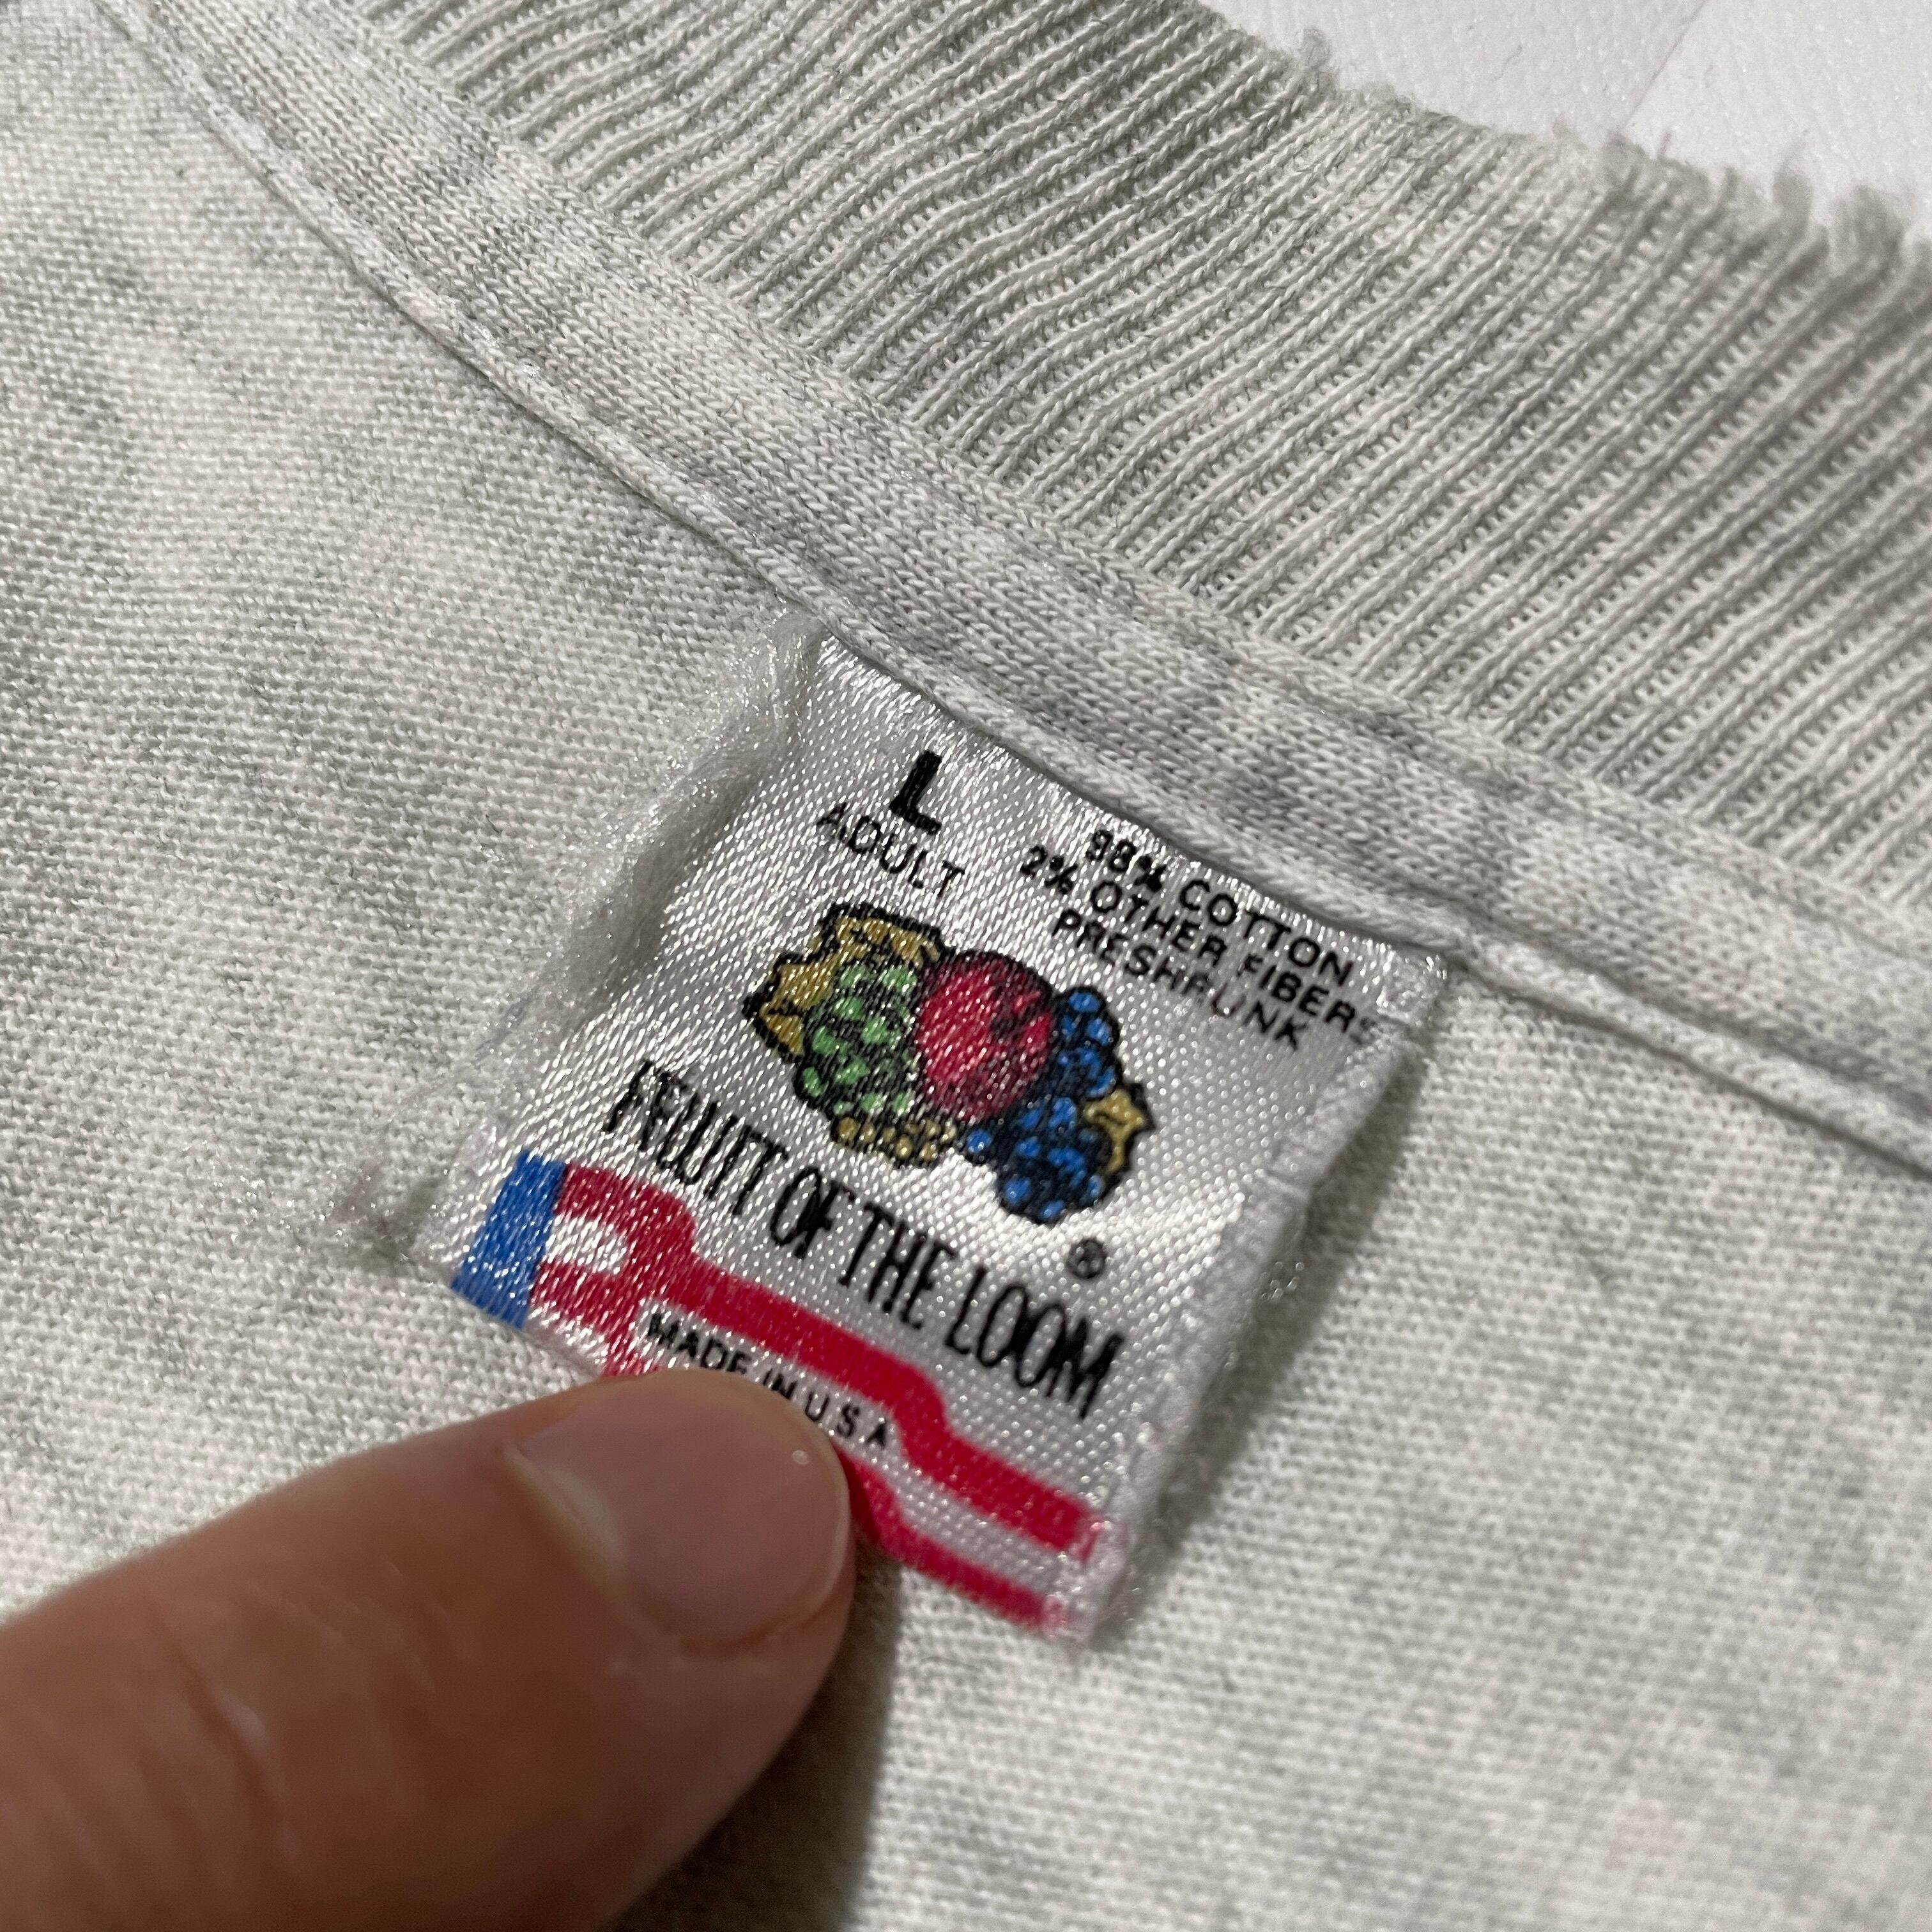 L
ADULT
98% COTTON
2% OTHER FIBERS
PRESHRUNK
FRUIT OF THE LOOM ®
MADE IN U.S.A